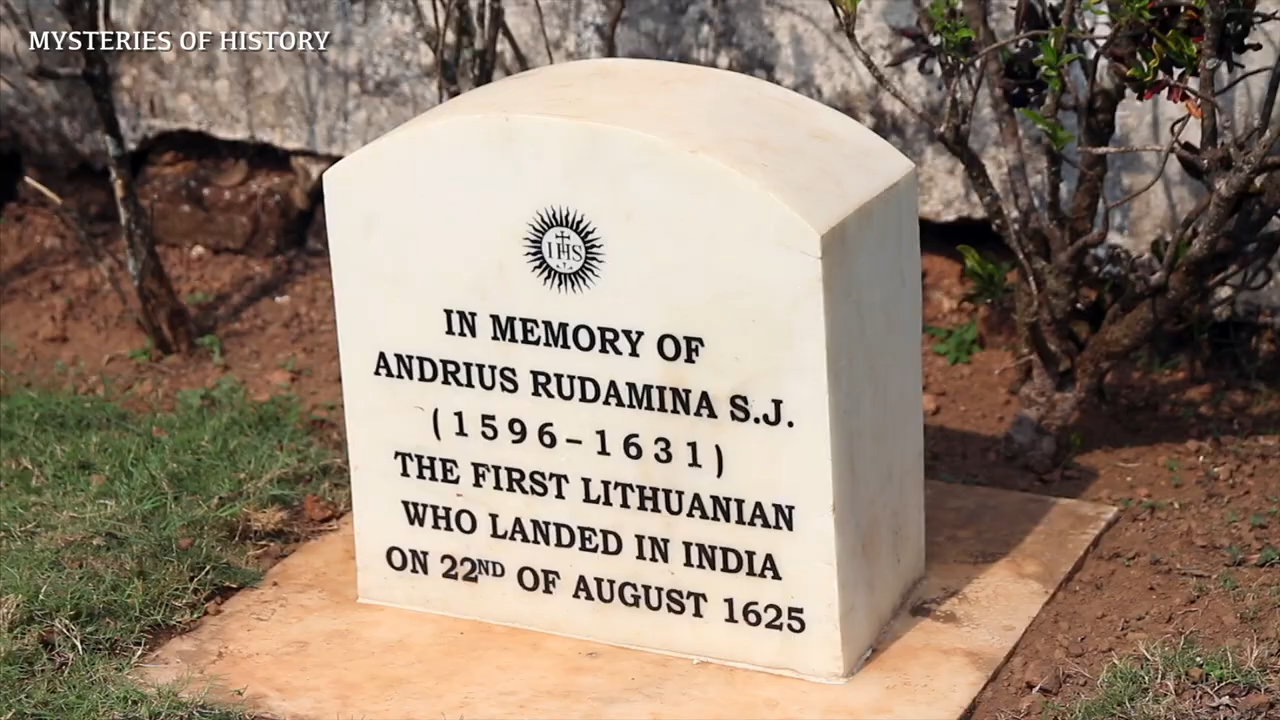 MYSTERIES OF HISTORY
IHS
IN MEMORY OF
ANDRIUS RUDAMINA S.J.
(1596-1631)
THE FIRST LITHUANIAN
WHO LANDED IN INDIA
ON 22ND OF AUGUST 1625